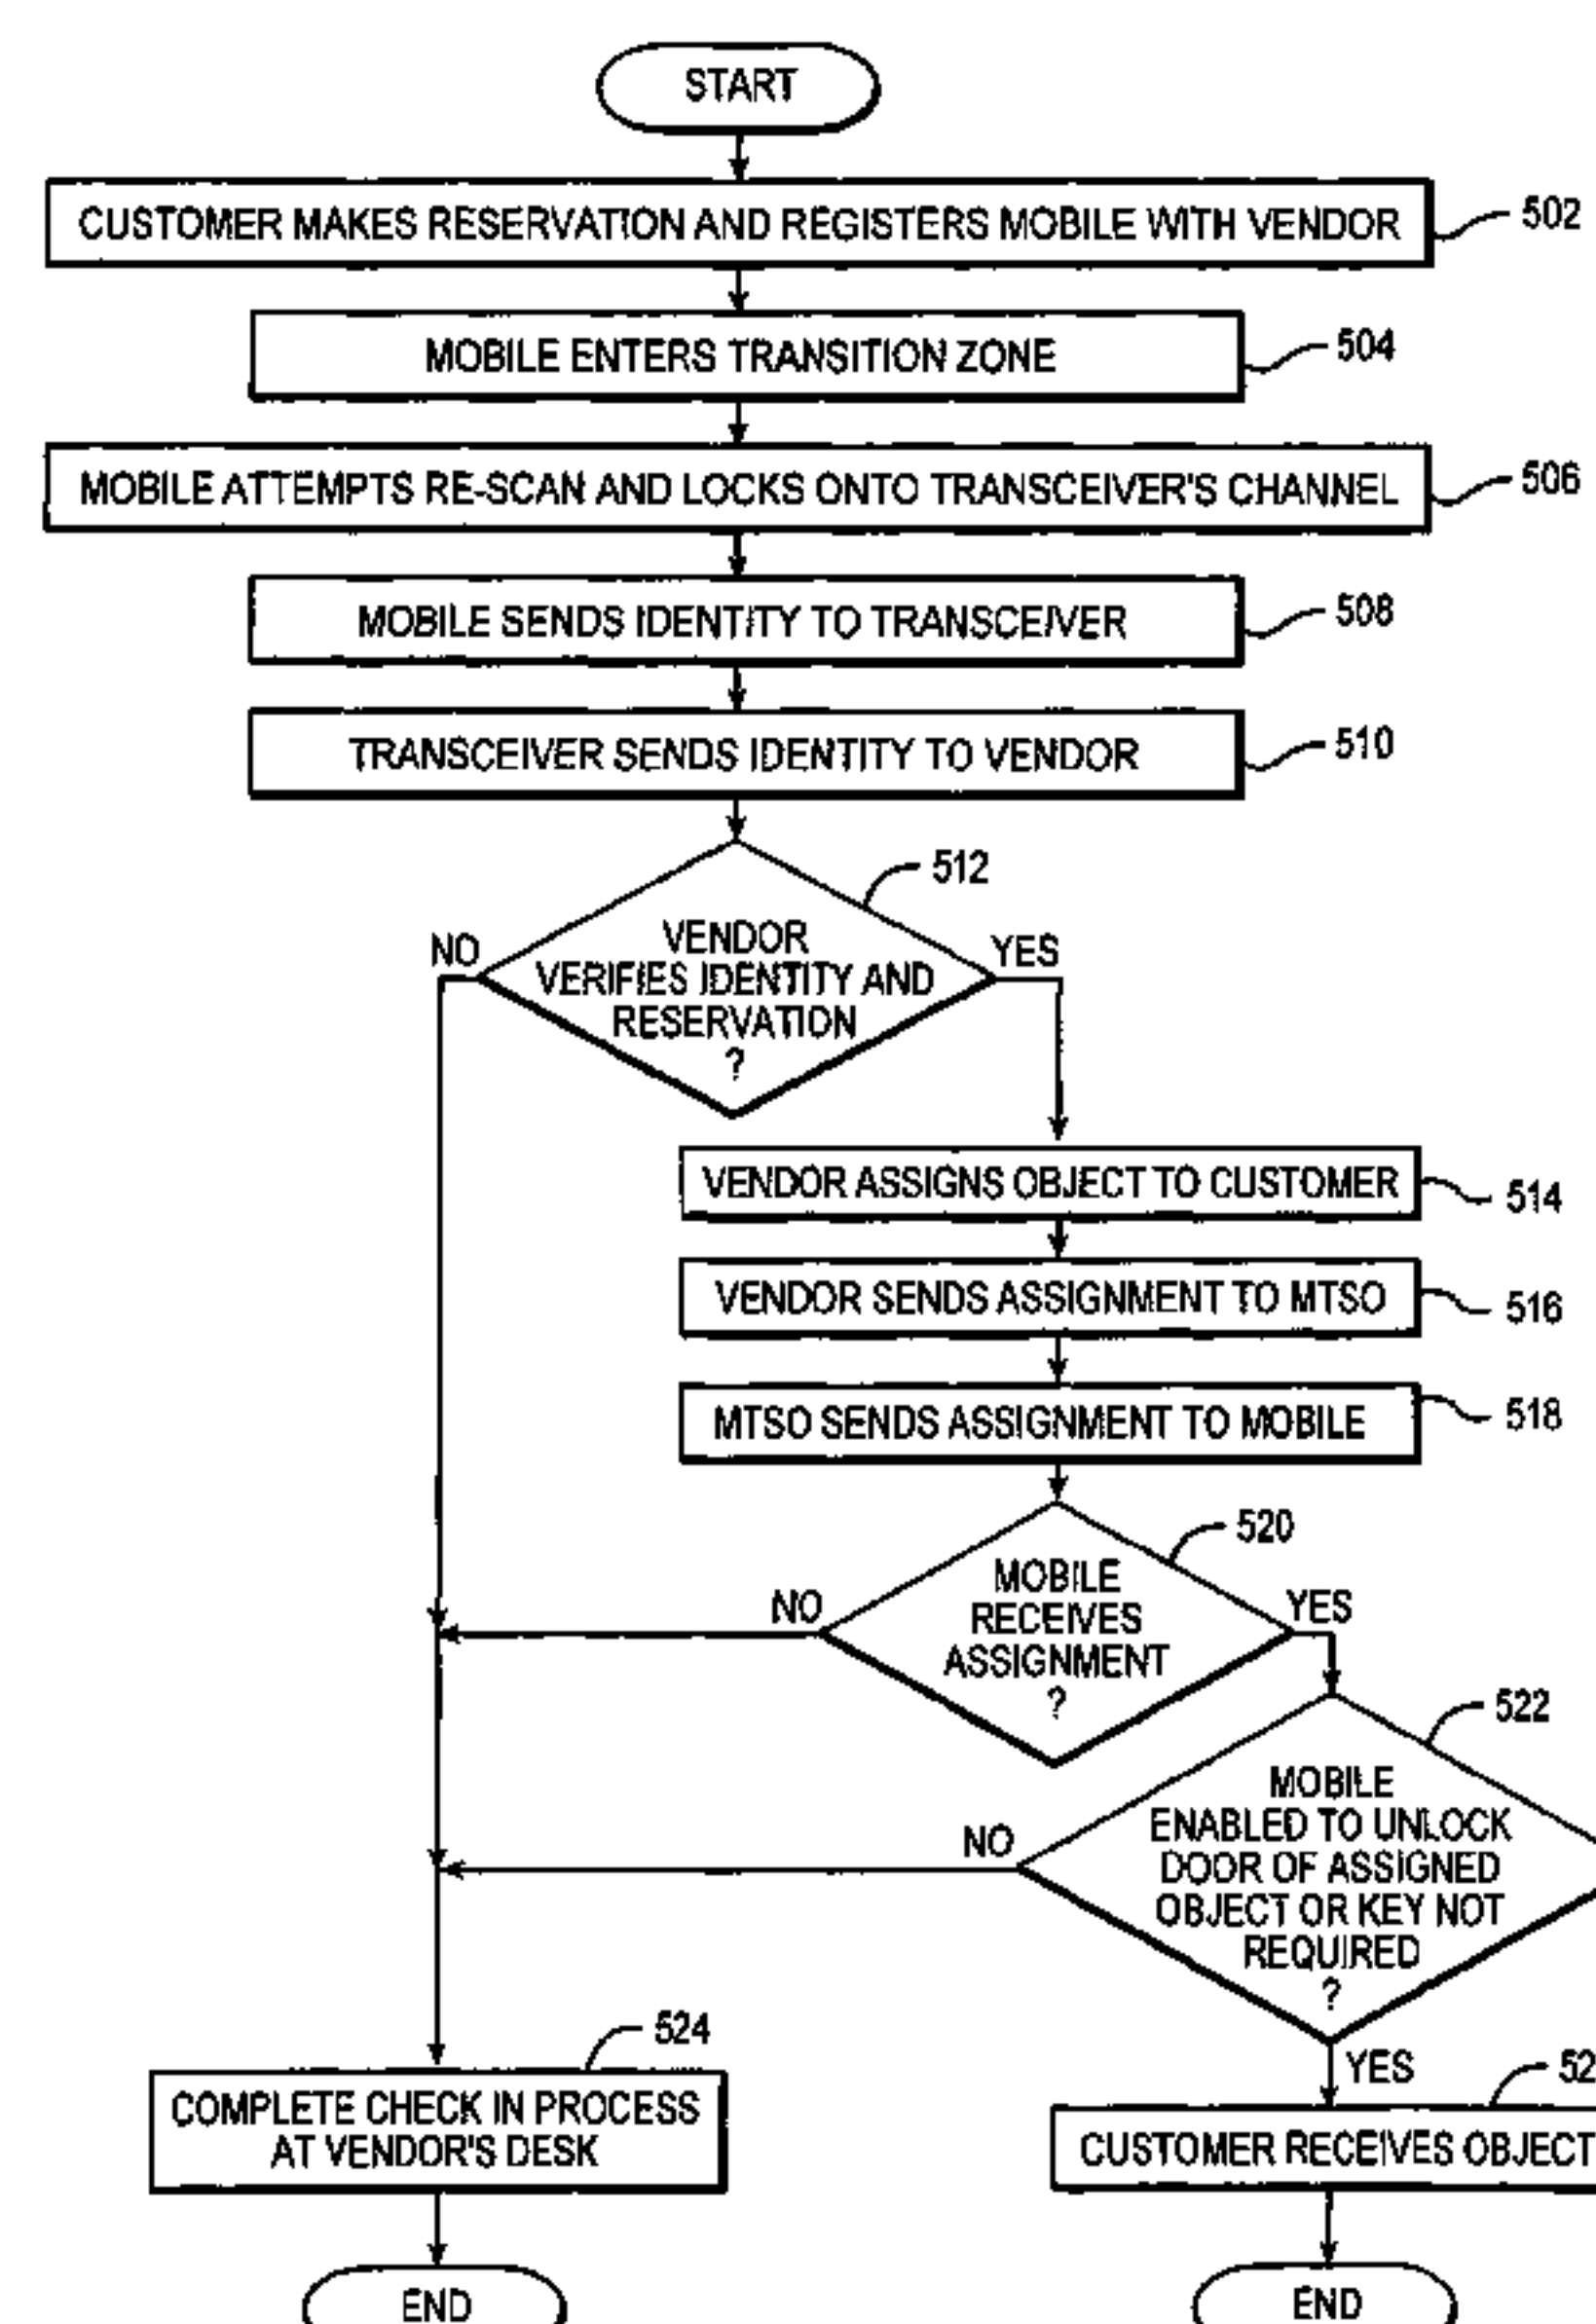 START
CUSTOMER MAKES RESERVATION AND REGISTERS MOBILE WITH VENDOR
502
MOBILE ENTERS TRANSITION ZONE
504
MOBILE ATTEMPTS RE-SCAN AND LOCKS ONTO TRANSCEIVER'S CHANNEL
506
MOBILE SENDS IDENTITY TO TRANSCEIVER
508
TRANSCEIVER SENDS IDENTITY TO VENDOR
510
512
NO
YES
VENDOR
VERIFIES IDENTITY AND
RESERVATION
?
VENDOR ASSIGNS OBJECT TO CUSTOMER
514
VENDOR SENDS ASSIGNMENT TO MTSO
516
MTSO SENDS ASSIGNMENT TO MOBILE
518
520
NO
YES
MOBILE
RECEIVES
ASSIGNMENT
?
522
NO
MOBILE
ENABLED TO UNLOCK
DOOR OF ASSIGNED
OBJECT OR KEY NOT
REQUIRED
?
YES
524
COMPLETE CHECK IN PROCESS
AT VENDOR'S DESK
CUSTOMER RECEIVES OBJECT
END
END